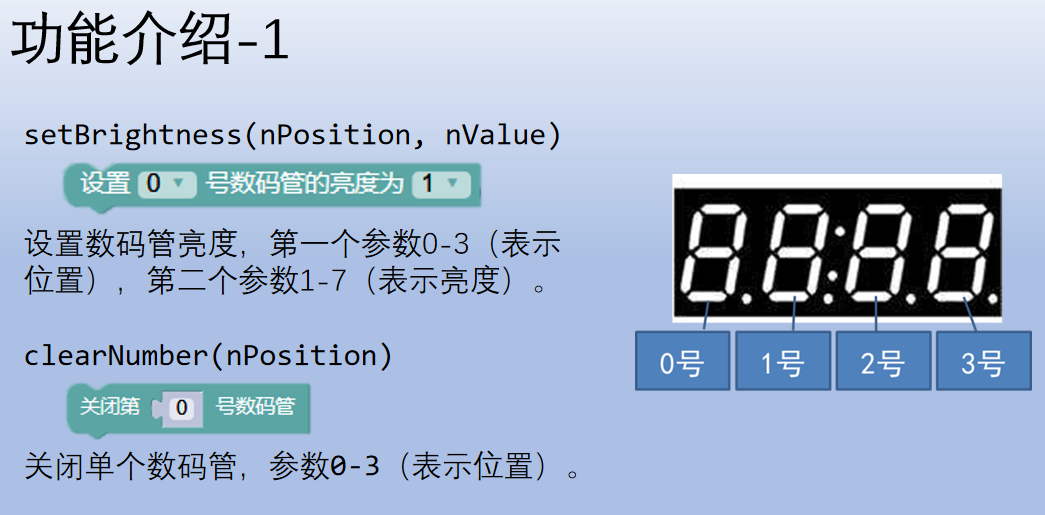 功能介绍-1
setBrightness(nPosition, nValue)
设置 0 号数码管的亮度为 1
设置数码管亮度，第一个参数0-3（表示
位置），第二个参数1-7（表示亮度）。
clearNumber(nPosition)
关闭第 0 号数码管
关闭单个数码管，参数0-3（表示位置）。
8.8:8.8.
0号 1号 2号 3号